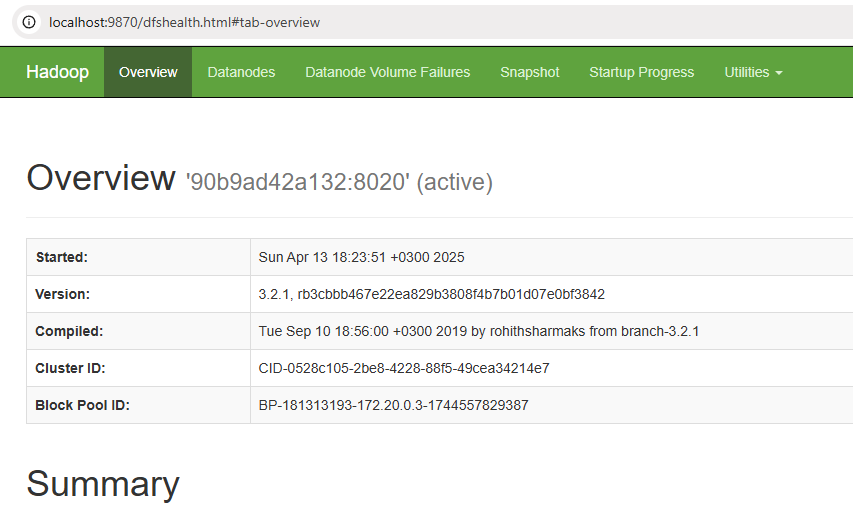 localhost:9870/dfshealth.html#tab-overview
Hadoop Overview Datanodes Datanode Volume Failures Snapshot Startup Progress Utilities
Overview '90b9ad42a132:8020' (active)
Started: Sun Apr 13 18:23:51 +0300 2025
Version: 3.2.1, rb3cbbb467e22ea829b3808f4b7b01d07e0bf3842
Compiled: Tue Sep 10 18:56:00 +0300 2019 by rohithsharmaks from branch-3.2.1
Cluster ID: CID-0528c105-2be8-4228-88f5-49cea34214e7
Block Pool ID: BP-181313193-172.20.0.3-1744557829387
Summary